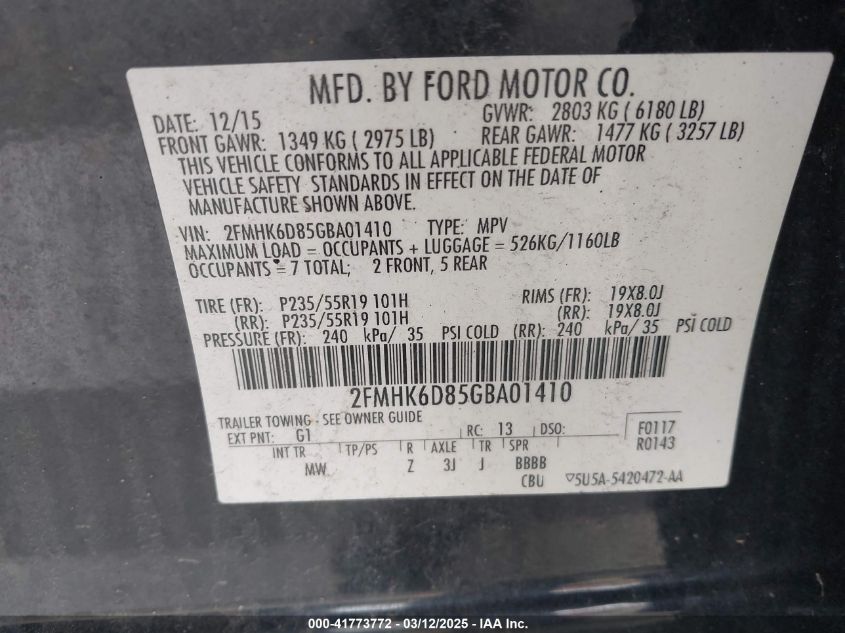 MFD. BY FORD MOTOR CO.
DATE: 12/15 GVWR: 2803 KG ( 6180 LB)
FRONT GAWR: 1349 KG ( 2975 LB) REAR GAWR: 1477 KG ( 3257 LB)
THIS VEHICLE CONFORMS TO ALL APPLICABLE FEDERAL MOTOR
VEHICLE SAFETY STANDARDS IN EFFECT ON THE DATE OF
MANUFACTURE SHOWN ABOVE.
VIN: 2FMHK6D85GBA01410 TYPE: MPV
MAXIMUM LOAD = OCCUPANTS + LUGGAGE = 526KG/1160LB
OCCUPANTS = 7 TOTAL; 2 FRONT, 5 REAR
TIRE (FR): P235/55R19 101H RIMS (FR): 19X8.0J
(RR): P235/55R19 101H (RR): 19X8.0J
PRESSURE (FR): 240 kPa/ 35 PSI COLD (RR): 240 kPa/ 35 PSI COLD
2FMHK6D85GBA01410
TRAILER TOWING - SEE OWNER GUIDE
EXT PNT: G1 RC: 13 DSO: F0117
R0143
INT TR TP/PS R AXLE TR SPR
MW Z 3J J BBBB
CBU ▽5U5A-5420472-AA
000-41773772 - 03/12/2025 - IAA Inc.